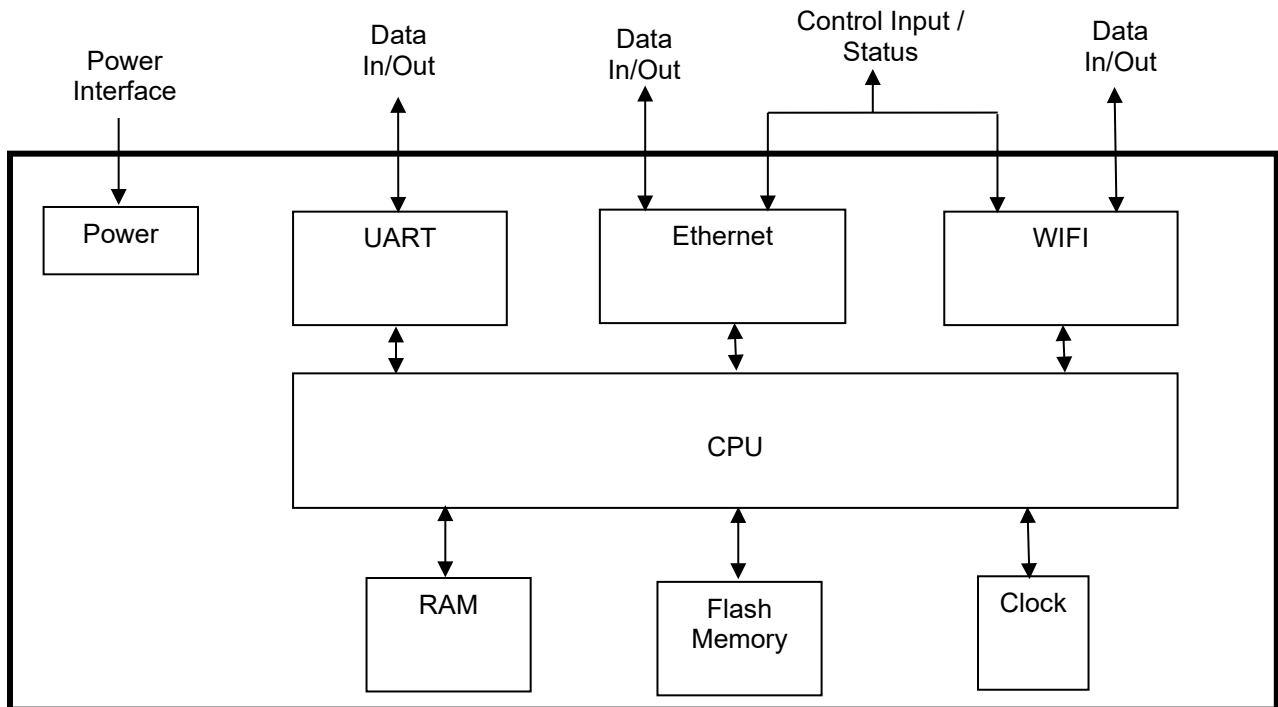 Power
Interface
Data
In/Out
Data
In/Out
Control Input /
Status
Data
In/Out
Power
UART
Ethernet
WIFI
CPU
RAM
Flash
Memory
Clock